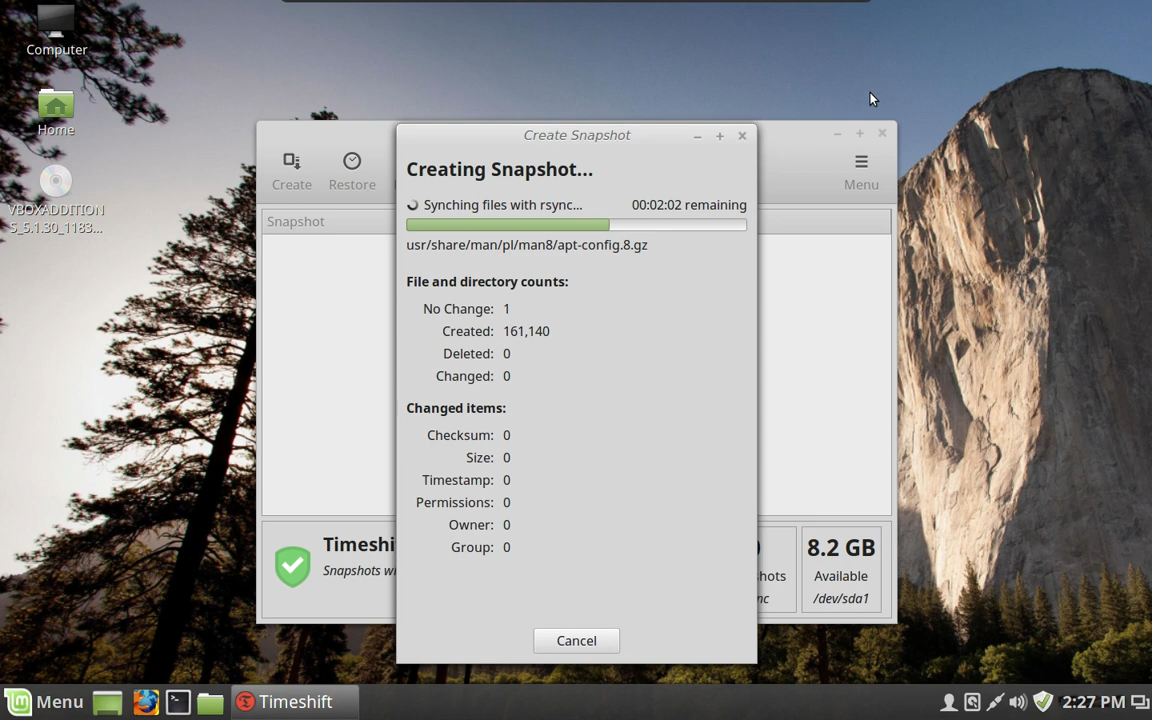 Computer
Home
VBOXADDITION
S_5.1.30_1183...
Create Snapshot
Create
Restore
Menu
Snapshot
Creating Snapshot...
Synching files with rsync... 00:02:02 remaining
usr/share/man/pl/man8/apt-config.8.gz
File and directory counts:
No Change: 1
Created: 161,140
Deleted: 0
Changed: 0
Changed items:
Checksum: 0
Size: 0
Timestamp: 0
Permissions: 0
Owner: 0
Group: 0
Cancel
Timeshi
Snapshots w
hots
nc
8.2 GB
Available
/dev/sda1
Menu
Timeshift
2:27 PM